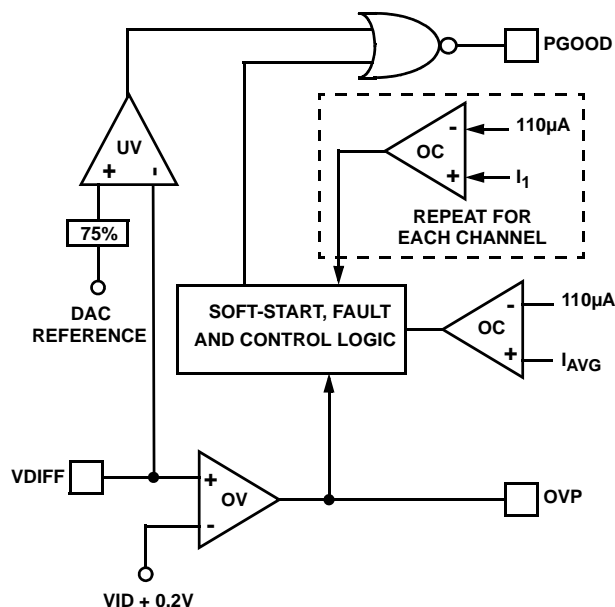 PGOOD
UV
+ -
75%
DAC
REFERENCE
- 110µA
OC
+ I1
REPEAT FOR
EACH CHANNEL
SOFT-START, FAULT
AND CONTROL LOGIC
- 110µA
OC
+ IAVG
VDIFF
+
OV
-
OVP
VID + 0.2V